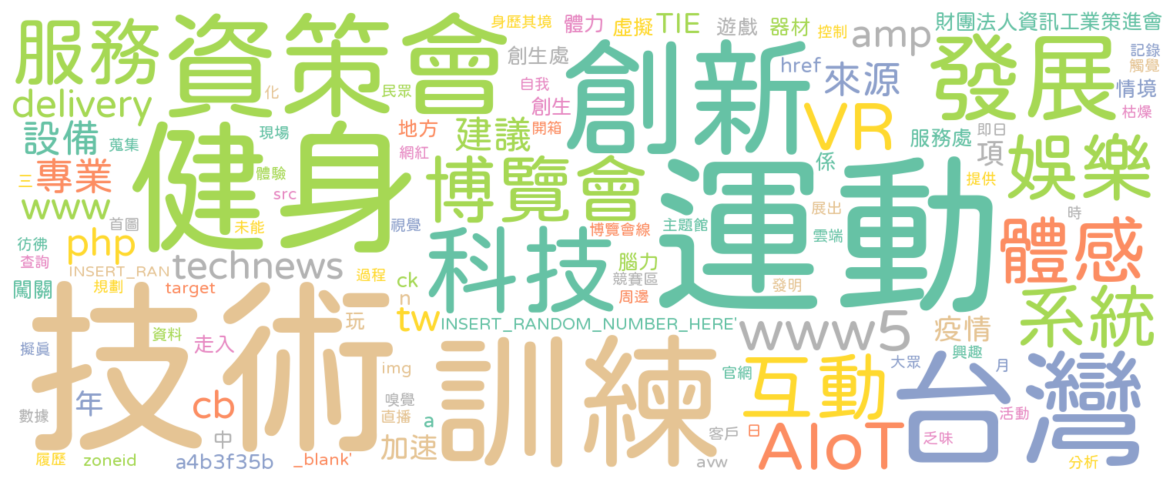 身歷其境 體力 虛擬 TIE 遊戲 器材 控制 amp 財團法人資訊工業策進會
服務 資策會 創新 發展
創生處 href 來源 記錄 觸覺
delivery 化 民眾 自我 創生 情境 枯燥
設備 蒐集 現場 地方 建議 開箱 VR 服務處 即日 項 娛樂
專業 三 健身 網紅 博覽會 係 提供
www 體驗 src
首圖 未能 視覺 博覽會線 主題館 展出 雲端 時
彷彿 php 運動 體感
查詢 INSERT_RAN technews 過程 ck 科技 腦力 競賽區
闖關 規劃 target n 周邊 發明 系統
技術 資料 玩 tw INSERT_RANDOM_NUMBER_HERE' www5 疫情
擬真 走入 訓練 大眾 興趣
img 官網 互動 台灣 月
數據 年 cb 嗅覺 直播 a 活動
中 加速 客戶 日 AIoT 乏味
履歷 zoneid a4b3f35b _blank' avw 分析